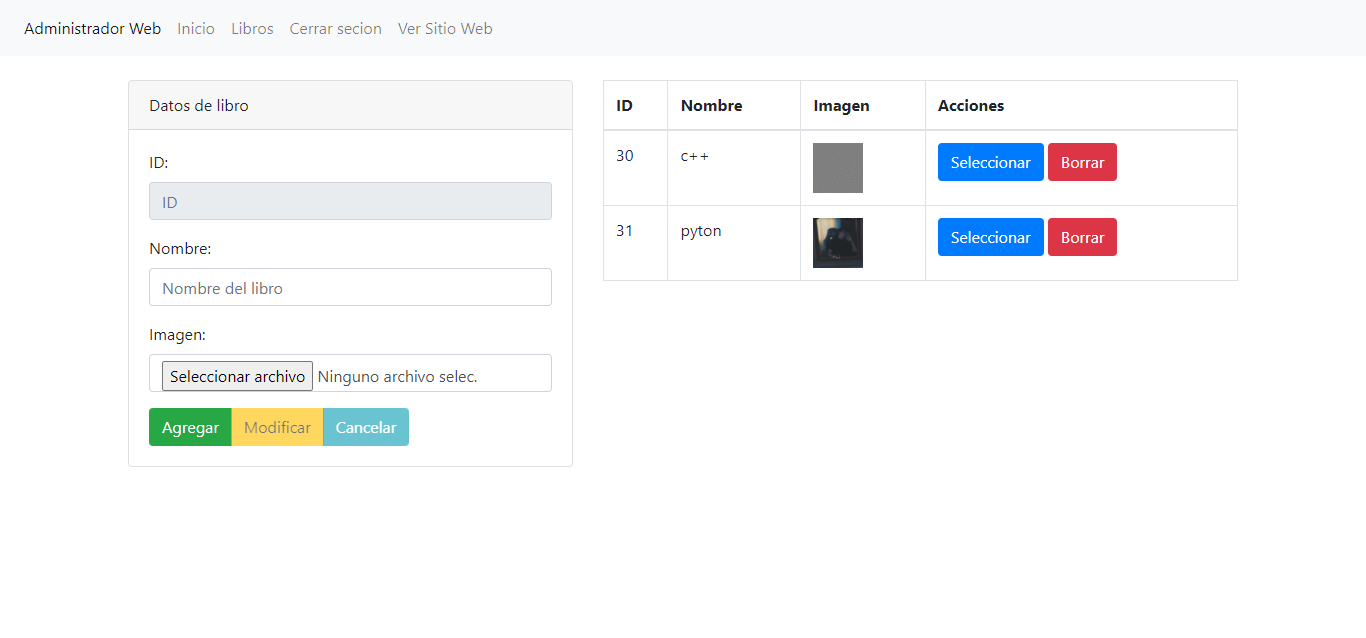 Administrador Web Inicio Libros Cerrar secion Ver Sitio Web
Datos de libro
ID:
ID
Nombre:
Nombre del libro
Imagen:
Seleccionar archivo Ninguno archivo selec.
Agregar Modificar Cancelar
ID Nombre Imagen Acciones
30 c++ Seleccionar Borrar
31 pyton Seleccionar Borrar